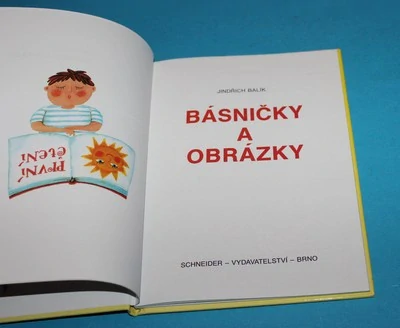 PRVNÍ
čtení
JINDŘICH BALÍK
BÁSNIČKY
A
OBRÁZKY
SCHNEIDER – VYDAVATELSTVÍ – BRNO